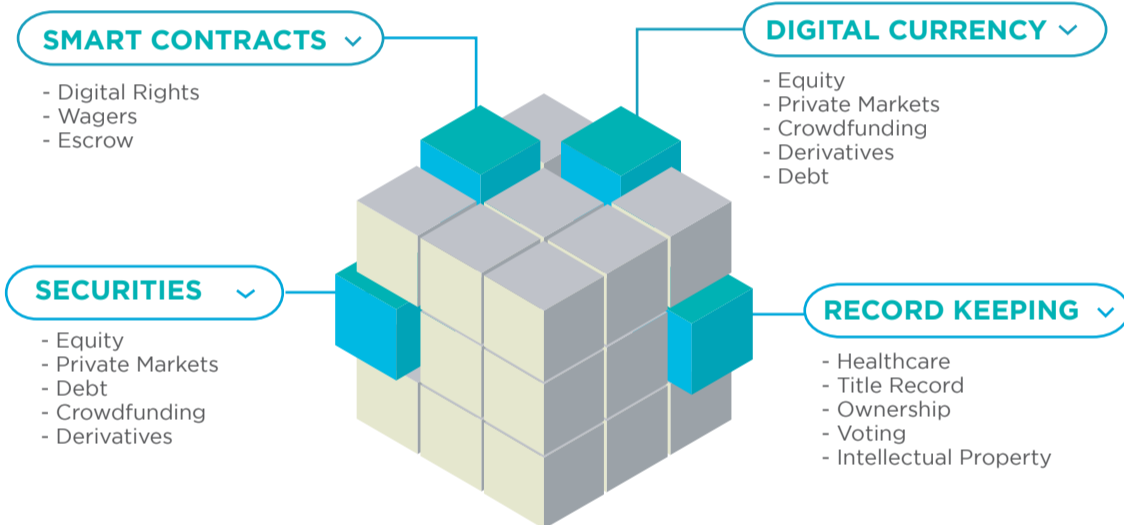 SMART CONTRACTS
- Digital Rights
- Wagers
- Escrow
DIGITAL CURRENCY
- Equity
- Private Markets
- Crowdfunding
- Derivatives
- Debt
SECURITIES
- Equity
- Private Markets
- Debt
- Crowdfunding
- Derivatives
RECORD KEEPING
- Healthcare
- Title Record
- Ownership
- Voting
- Intellectual Property